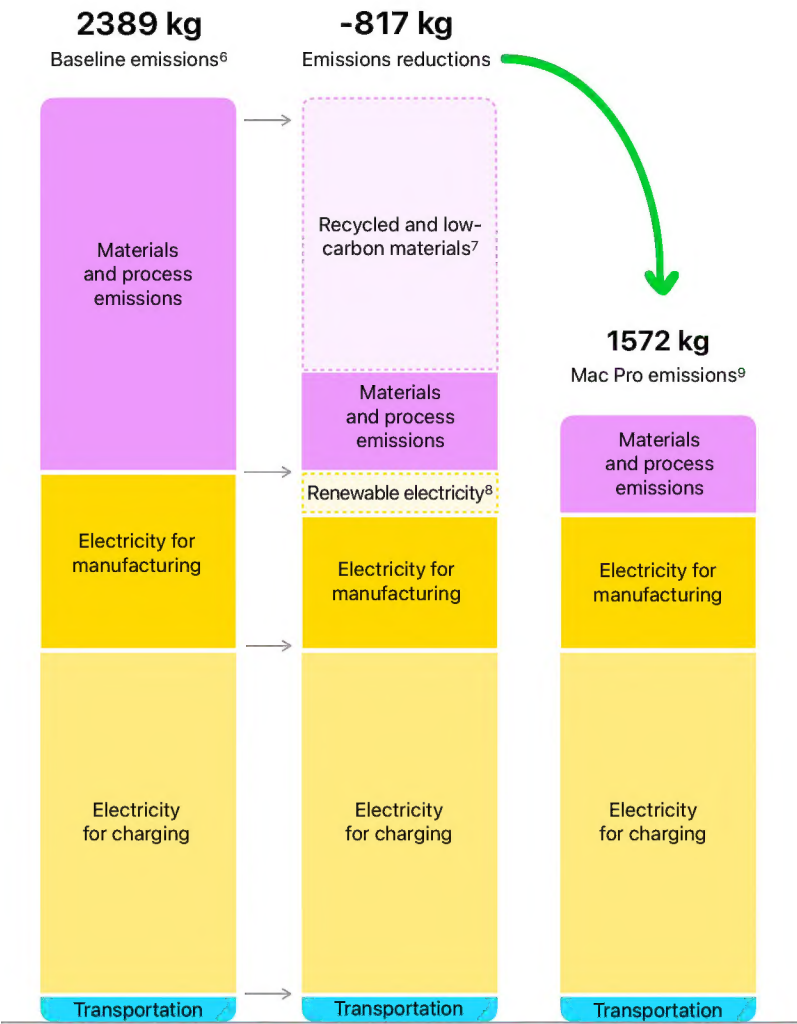 2389 kg
Baseline emissions⁶
Materials
and process
emissions
Electricity for
manufacturing
Electricity
for charging
Transportation
-817 kg
Emissions reductions
Recycled and low-
carbon materials⁷
Materials
and process
emissions
Renewable electricity⁸
Electricity for
manufacturing
Electricity
for charging
Transportation
1572 kg
Mac Pro emissions⁹
Materials
and process
emissions
Electricity for
manufacturing
Electricity
for charging
Transportation